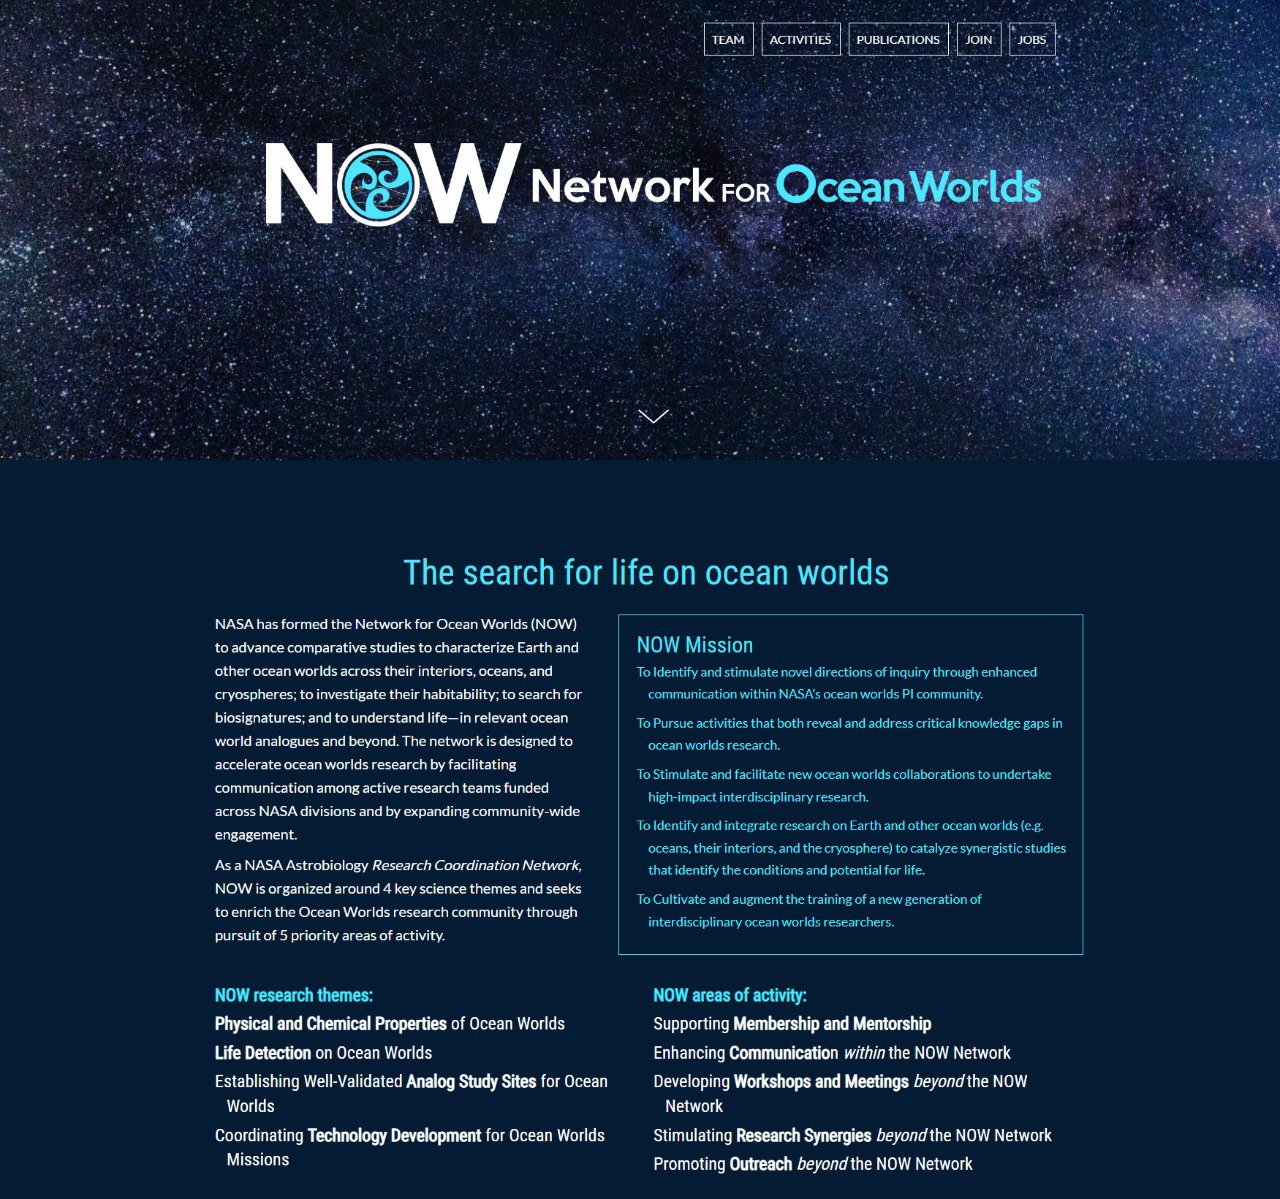 TEAM ACTIVITIES PUBLICATIONS JOIN JOBS
NOW Network FOR Ocean Worlds
The search for life on ocean worlds
NASA has formed the Network for Ocean Worlds (NOW)
to advance comparative studies to characterize Earth and
other ocean worlds across their interiors, oceans, and
cryospheres; to investigate their habitability; to search for
biosignatures; and to understand life—in relevant ocean
world analogues and beyond. The network is designed to
accelerate ocean worlds research by facilitating
communication among active research teams funded
across NASA divisions and by expanding community-wide
engagement.
As a NASA Astrobiology Research Coordination Network,
NOW is organized around 4 key science themes and seeks
to enrich the Ocean Worlds research community through
pursuit of 5 priority areas of activity.
NOW Mission
To Identify and stimulate novel directions of inquiry through enhanced
communication within NASA's ocean worlds PI community.
To Pursue activities that both reveal and address critical knowledge gaps in
ocean worlds research.
To Stimulate and facilitate new ocean worlds collaborations to undertake
high-impact interdisciplinary research.
To Identify and integrate research on Earth and other ocean worlds (e.g.
oceans, their interiors, and the cryosphere) to catalyze synergistic studies
that identify the conditions and potential for life.
To Cultivate and augment the training of a new generation of
interdisciplinary ocean worlds researchers.
NOW research themes:
Physical and Chemical Properties of Ocean Worlds
Life Detection on Ocean Worlds
Establishing Well-Validated Analog Study Sites for Ocean
Worlds
Coordinating Technology Development for Ocean Worlds
Missions
NOW areas of activity:
Supporting Membership and Mentorship
Enhancing Communication within the NOW Network
Developing Workshops and Meetings beyond the NOW
Network
Stimulating Research Synergies beyond the NOW Network
Promoting Outreach beyond the NOW Network